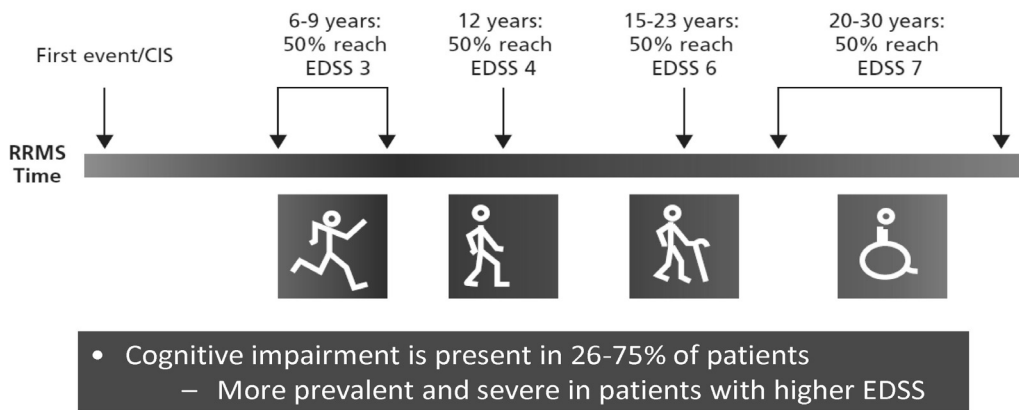 First event/CIS
6-9 years:
50% reach
EDSS 3
12 years:
50% reach
EDSS 4
15-23 years:
50% reach
EDSS 6
20-30 years:
50% reach
EDSS 7
RRMS
Time
• Cognitive impairment is present in 26-75% of patients
– More prevalent and severe in patients with higher EDSS